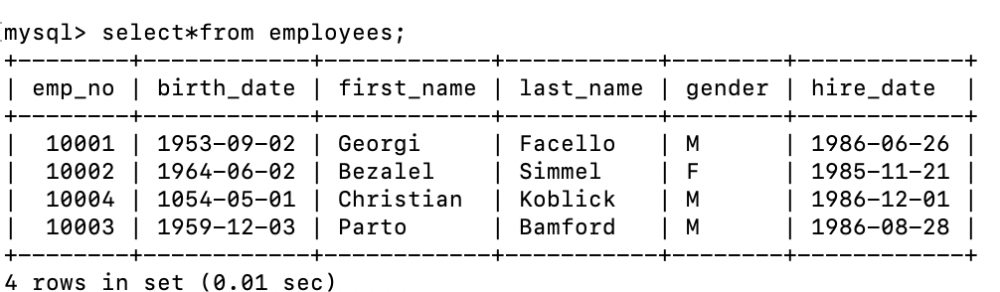 mysql> select*from employees;
+--------+------------+------------+-----------+--------+------------+
| emp_no | birth_date | first_name | last_name | gender | hire_date  |
+--------+------------+------------+-----------+--------+------------+
|  10001 | 1953-09-02 | Georgi     | Facello   | M      | 1986-06-26 |
|  10002 | 1964-06-02 | Bezalel    | Simmel    | F      | 1985-11-21 |
|  10004 | 1054-05-01 | Christian  | Koblick   | M      | 1986-12-01 |
|  10003 | 1959-12-03 | Parto      | Bamford   | M      | 1986-08-28 |
+--------+------------+------------+-----------+--------+------------+
4 rows in set (0.01 sec)